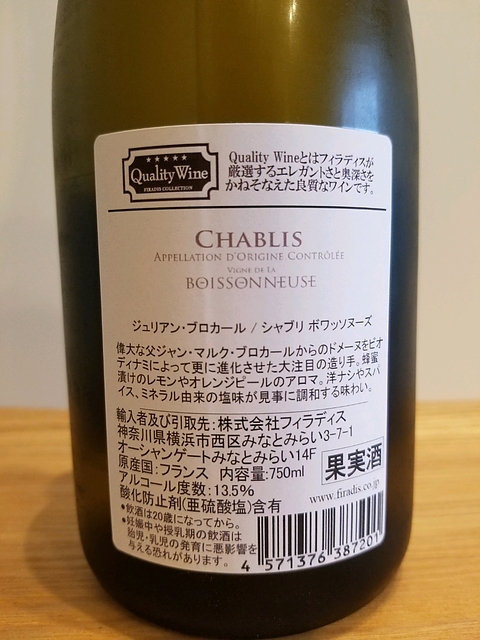 ★★★★★
Quality Wine
FIRADIS COLLECTION
Quality Wineとはフィラディスが
厳選するエレガントさと奥深さを
かねそなえた良質なワインです。
CHABLIS
APPELLATION D'ORIGINE CONTRÔLÉE
VIGNE DE LA
BOISSONNEUSE
ジュリアン・ブロカール / シャブリ ボワッソヌーズ
偉大な父ジャン・マルク・ブロカールからのドメーヌをビオ
ディナミによって更に進化させた大注目の造り手。蜂蜜
漬けのレモンやオレンジピールのアロマ。洋ナシやスパ
イス、ミネラル由来の塩味が見事に調和する味わい。
輸入者及び引取先：株式会社フィラディス
神奈川県横浜市西区みなとみらい3-7-1
オーシャンゲートみなとみらい14F
原産国：フランス 内容量:750ml
アルコール度数：13.5%
酸化防止剤(亜硫酸塩)含有
果実酒
www.firadis.co.jp
●飲酒は20歳になってから。
●妊娠中や授乳期の飲酒は
胎児・乳児の発育に悪影響を
与える恐れがあります。
4 571376 387201